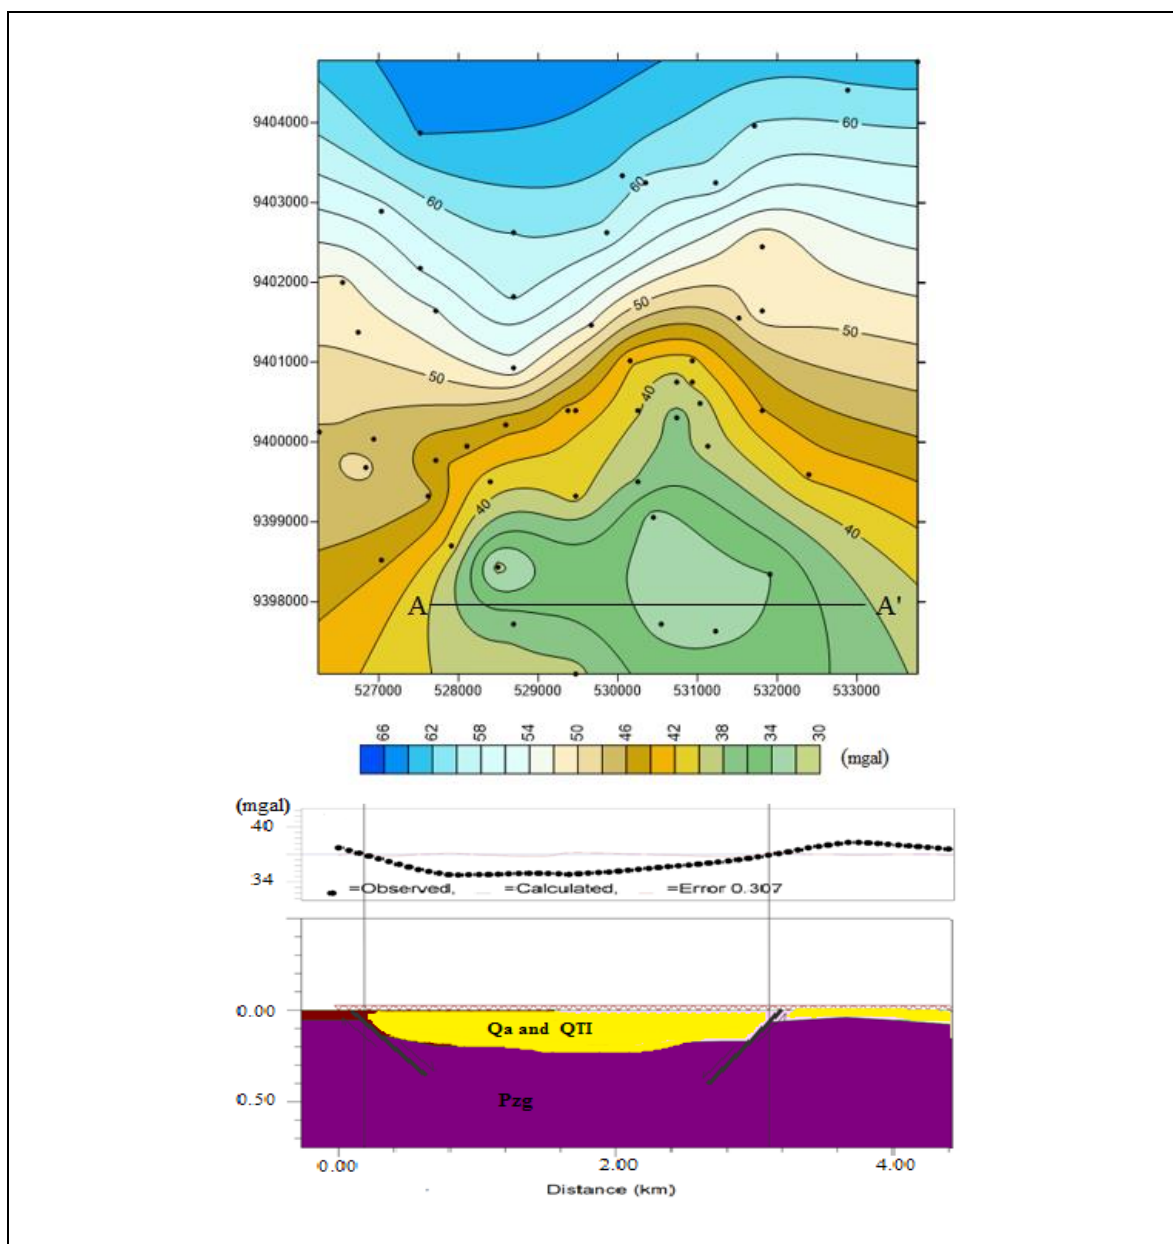 9404000
60
60
9403000
60
9402000
50
50
9401000
50
40
9400000
40
9399000
40
9398000
A A'
527000 528000 529000 530000 531000 532000 533000
66 62 58 54 50 46 42 38 34 30
(mgal)
(mgal)
40
34
=Observed, =Calculated, =Error 0.307
0.00
Qa and QTI
0.50
Pzg
0.00 2.00 4.00
Distance (km)